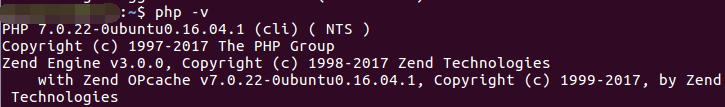 :~$ php -v
PHP 7.0.22-0ubuntu0.16.04.1 (cli) ( NTS )
Copyright (c) 1997-2017 The PHP Group
Zend Engine v3.0.0, Copyright (c) 1998-2017 Zend Technologies
    with Zend OPcache v7.0.22-0ubuntu0.16.04.1, Copyright (c) 1999-2017, by Zend
 Technologies